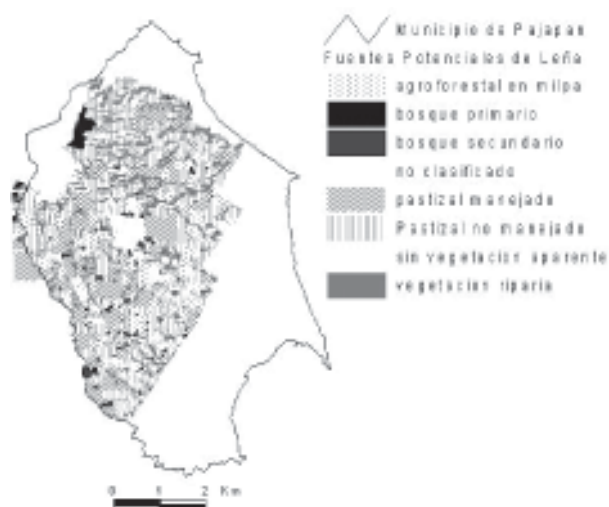 Municipio de Pajapan
Fuentes Potenciales de Leña
agroforestal en milpa
bosque primario
bosque secundario
no clasificado
pastizal manejado
Pastizal no manejado
sin vegetacion aparente
vegetacion riparia
0 1 2 Km